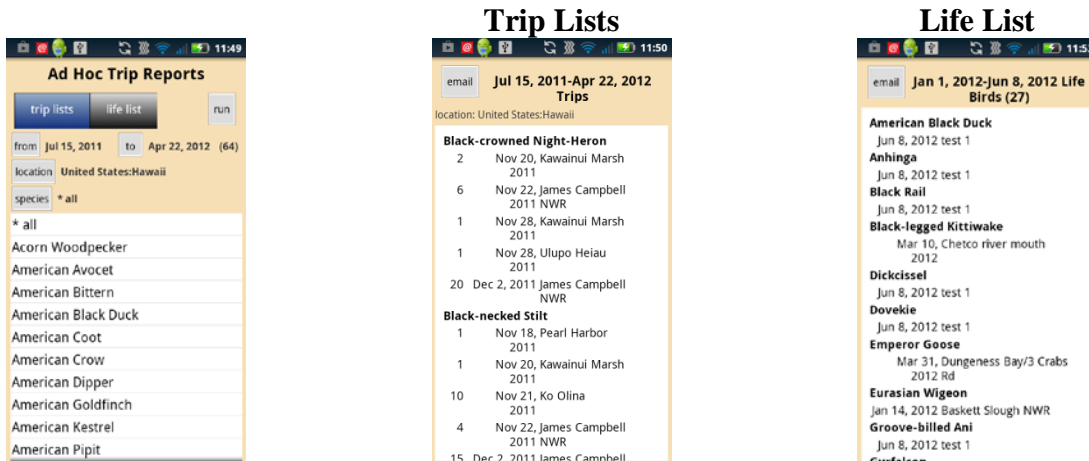 Trip Lists
Life List
11:49
Ad Hoc Trip Reports
trip lists life list run
from Jul 15, 2011 to Apr 22, 2012 (64)
location United States:Hawaii
species * all
* all
Acorn Woodpecker
American Avocet
American Bittern
American Black Duck
American Coot
American Crow
American Dipper
American Goldfinch
American Kestrel
American Pipit
11:50
email Jul 15, 2011-Apr 22, 2012
Trips
location: United States:Hawaii
Black-crowned Night-Heron
2 Nov 20, Kawainui Marsh
2011
6 Nov 22, James Campbell
2011 NWR
1 Nov 28, Kawainui Marsh
2011
1 Nov 28, Ulupo Heiau
2011
20 Dec 2, 2011 James Campbell
NWR
Black-necked Stilt
1 Nov 18, Pearl Harbor
2011
1 Nov 20, Kawainui Marsh
2011
10 Nov 21, Ko Olina
2011
4 Nov 22, James Campbell
2011 NWR
15 Dec 2, 2011 James Campbell
email Jan 1, 2012-Jun 8, 2012 Life
Birds (27)
American Black Duck
Jun 8, 2012 test 1
Anhinga
Jun 8, 2012 test 1
Black Rail
Jun 8, 2012 test 1
Black-legged Kittiwake
Mar 10, Chetco river mouth
2012
Dickcissel
Jun 8, 2012 test 1
Dovekie
Jun 8, 2012 test 1
Emperor Goose
Mar 31, Dungeness Bay/3 Crabs
2012 Rd
Eurasian Wigeon
Jan 14, 2012 Baskett Slough NWR
Groove-billed Ani
Jun 8, 2012 test 1